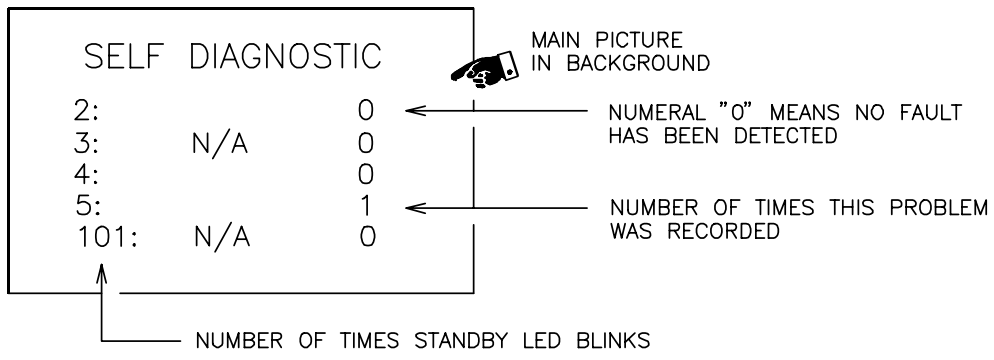 SELF DIAGNOSTIC
MAIN PICTURE
IN BACKGROUND
2: 0
3: N/A 0
4: 0
5: 1
101: N/A 0
NUMERAL "0" MEANS NO FAULT
HAS BEEN DETECTED
NUMBER OF TIMES THIS PROBLEM
WAS RECORDED
NUMBER OF TIMES STANDBY LED BLINKS